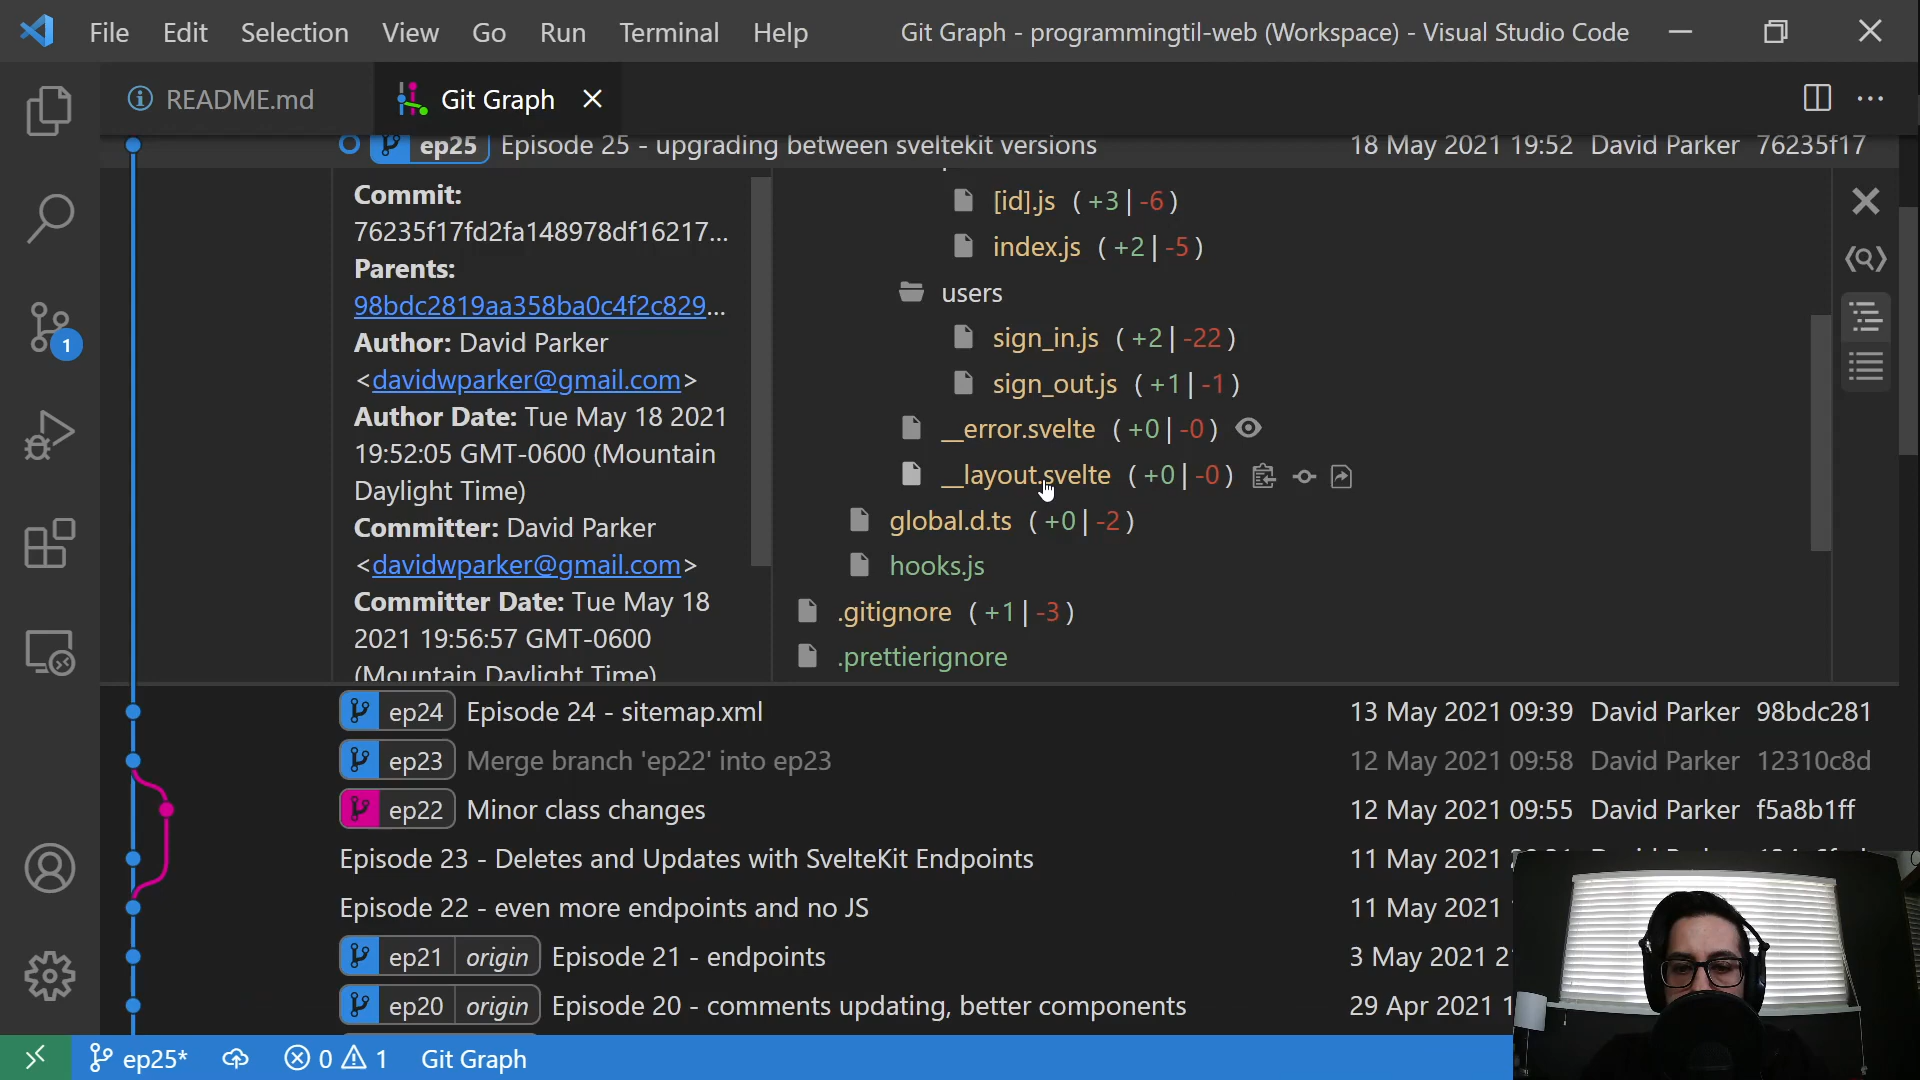 File Edit Selection View Go Run Terminal Help Git Graph - programmingtil-web (Workspace) - Visual Studio Code
README.md Git Graph
ep25 Episode 25 - upgrading between sveltekit versions 18 May 2021 19:52 David Parker 76235f17
Commit:
76235f17fd2fa148978df16217...
Parents:
98bdc2819aa358ba0c4f2c829...
Author: David Parker
<davidwparker@gmail.com>
Author Date: Tue May 18 2021
19:52:05 GMT-0600 (Mountain
Daylight Time)
Committer: David Parker
<davidwparker@gmail.com>
Committer Date: Tue May 18
2021 19:56:57 GMT-0600
(Mountain Daylight Time)
[id].js (+3|-6)
index.js (+2|-5)
users
sign_in.js (+2|-22)
sign_out.js (+1|-1)
__error.svelte (+0|-0)
__layout.svelte (+0|-0)
global.d.ts (+0|-2)
hooks.js
.gitignore (+1|-3)
.prettierignore
1
ep24 Episode 24 - sitemap.xml 13 May 2021 09:39 David Parker 98bdc281
ep23 Merge branch 'ep22' into ep23 12 May 2021 09:58 David Parker 12310c8d
ep22 Minor class changes 12 May 2021 09:55 David Parker f5a8b1ff
Episode 23 - Deletes and Updates with SvelteKit Endpoints 11 May 2021
Episode 22 - even more endpoints and no JS 11 May 2021
ep21 origin Episode 21 - endpoints 3 May 2021
ep20 origin Episode 20 - comments updating, better components 29 Apr 2021
ep25* 0 1 Git Graph